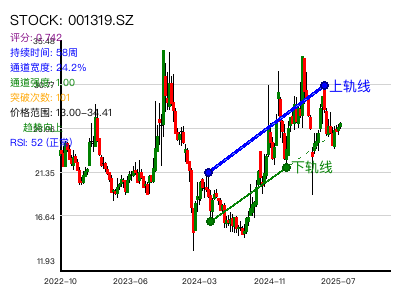 STOCK: 001319.SZ
评分: 0.742
持续时间: 58周
通道宽度: 24.2%
通道强度: 1.00
突破次数: 101
价格范围: 13.00-34.41
RSI: 52 (正常)
上轨线
下轨线
21.35
16.64
11.93
2022-10
2023-06
2024-03
2024-11
2025-07